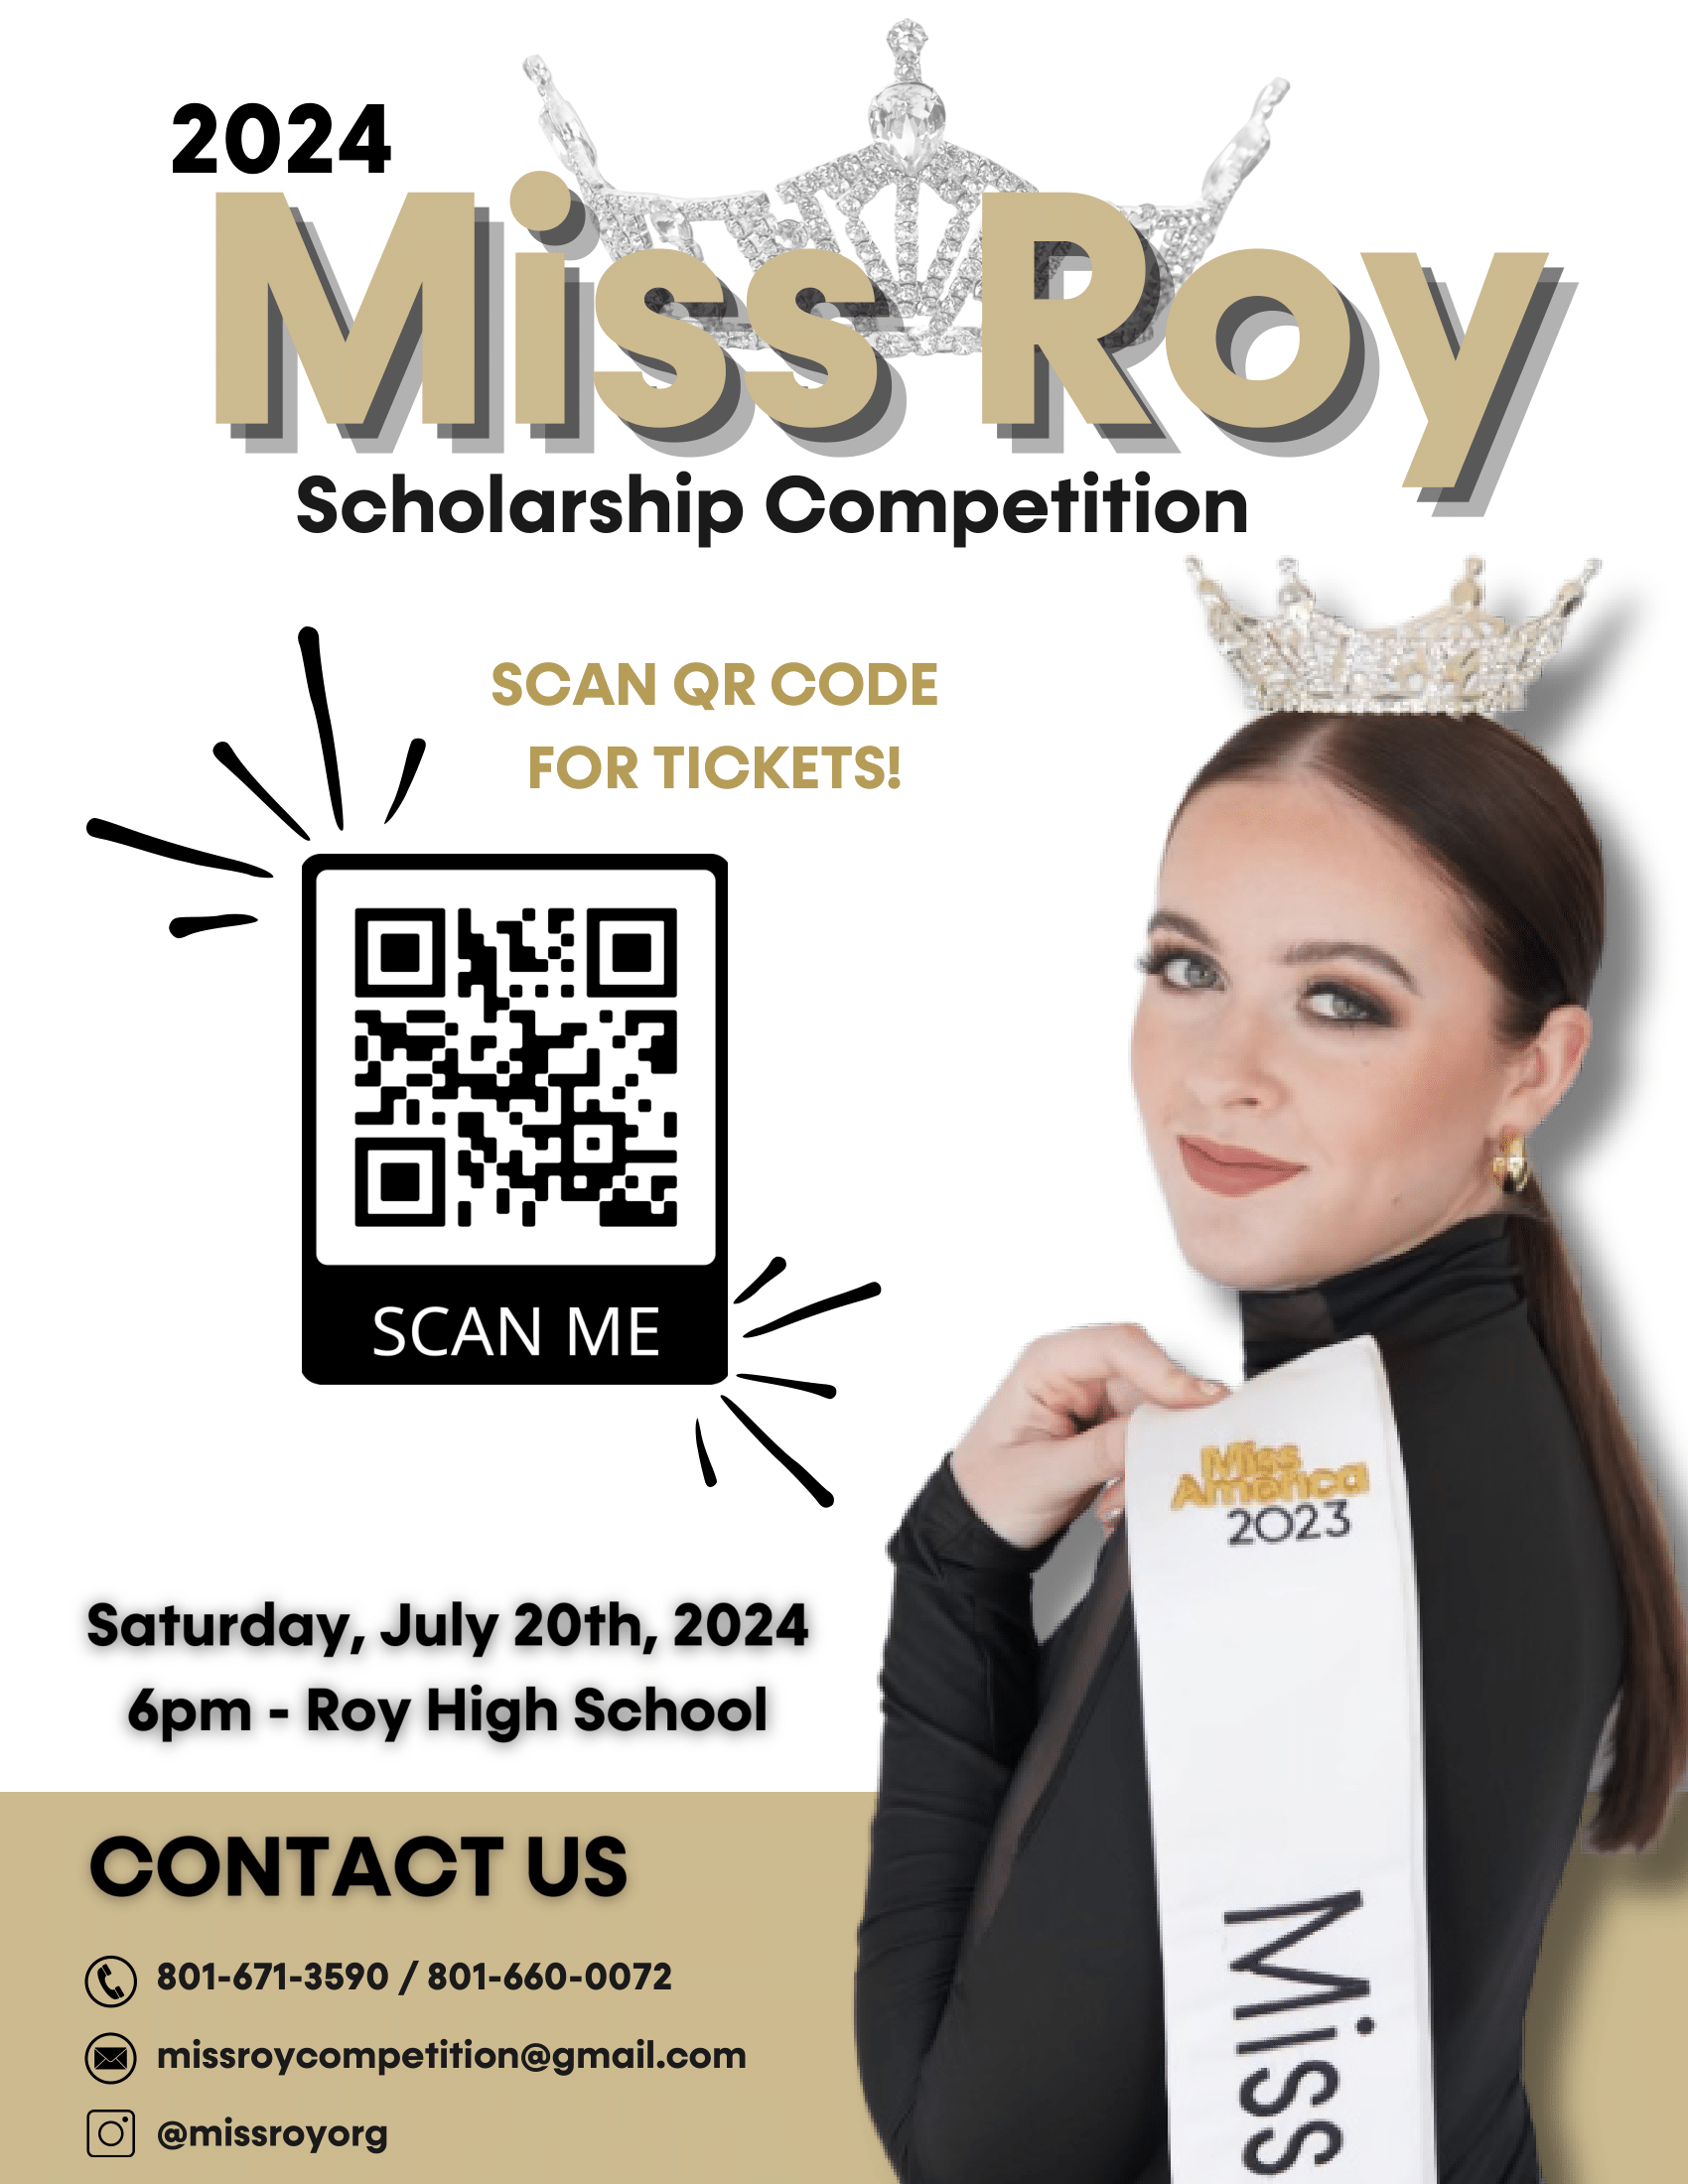 2024
Miss Roy
Scholarship Competition
SCAN QR CODE
FOR TICKETS!
SCAN ME
Miss
America
2023
Miss
Saturday, July 20th, 2024
6pm - Roy High School
CONTACT US
801-671-3590 / 801-660-0072
missroycompetition@gmail.com
@missroyorg